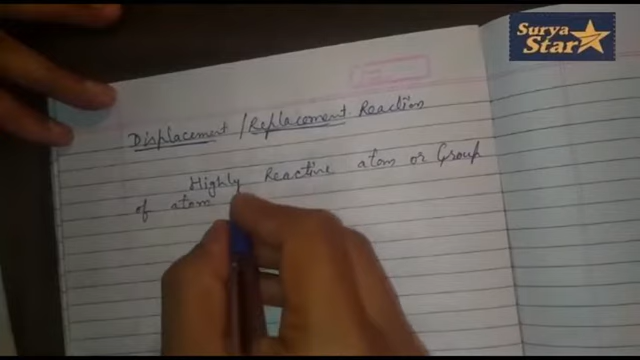 Surya
Star
Displacement / Replacement Reaction
Highly Reactive atom or Group
of atom